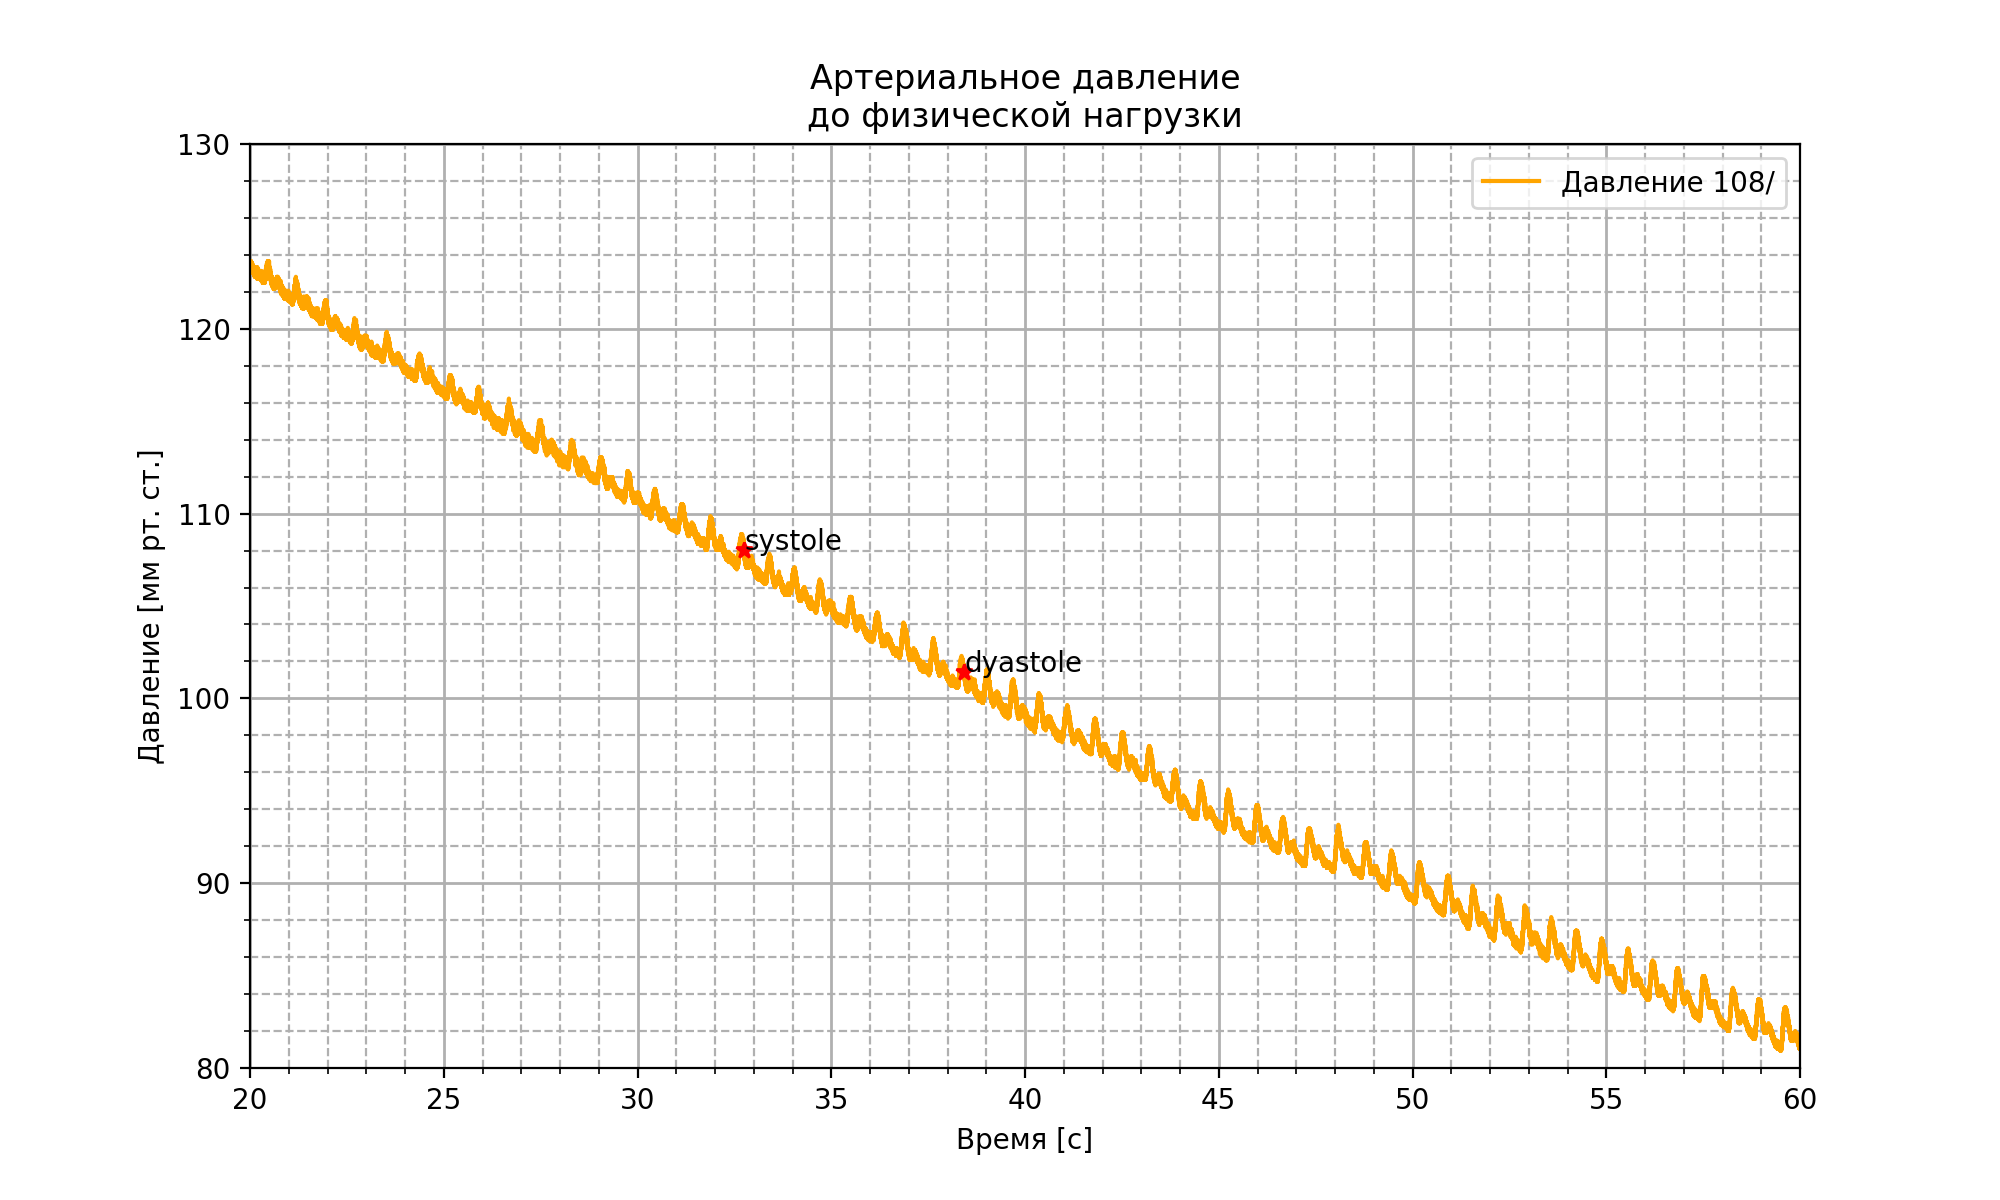 Артериальное давление
до физической нагрузки
Давление 108/
Давление [мм рт. ст.]
130
120
110
100
90
80
systole
dyastole
20 25 30 35 40 45 50 55 60
Время [с]